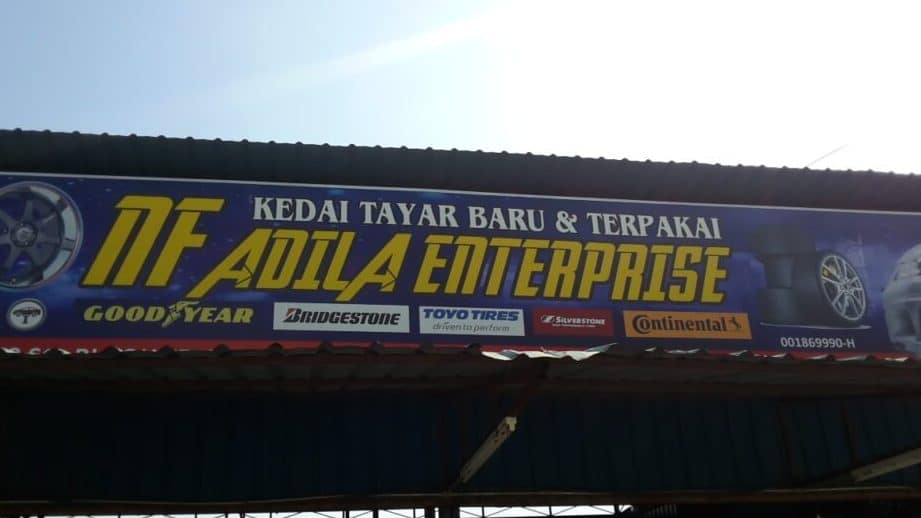 KEDAI TAYAR BARU & TERPAKAI
NF ADILA ENTERPRISE
GOODYEAR
BRIDGESTONE
TOYO TIRES
driven to perform
SILVERSTONE
Continental
001869990-H